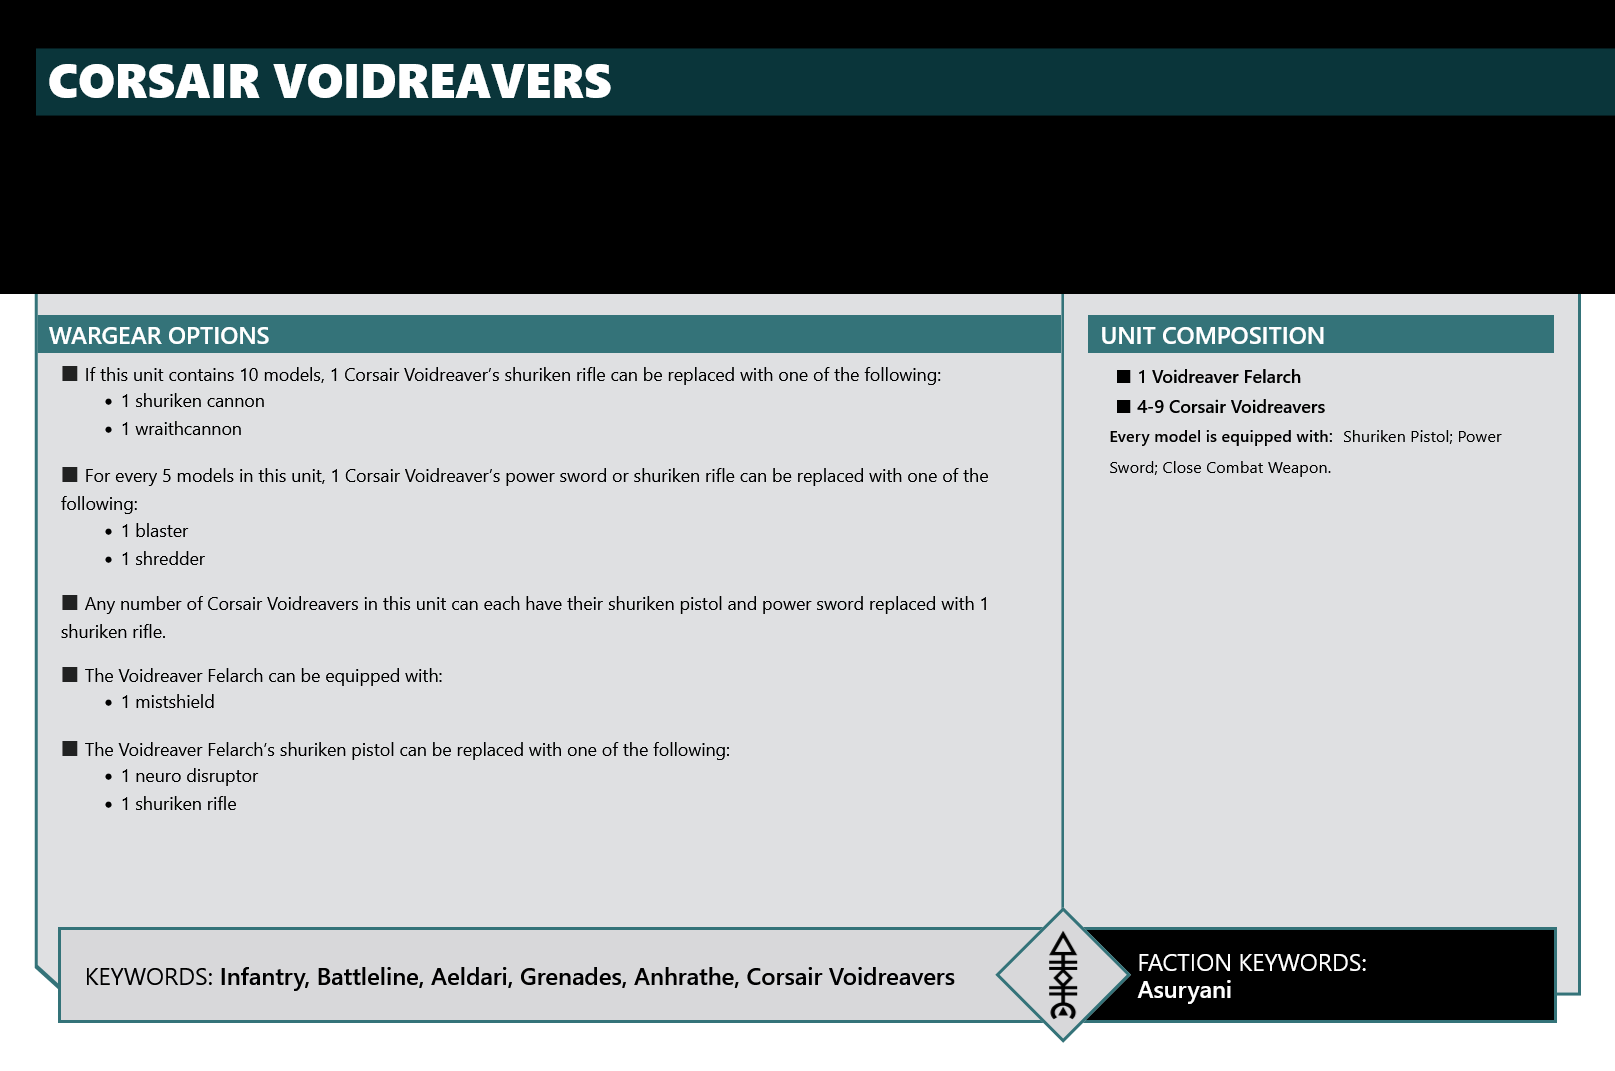 CORSAIR VOIDREAVERS
WARGEAR OPTIONS
■ If this unit contains 10 models, 1 Corsair Voidreaver’s shuriken rifle can be replaced with one of the following:
• 1 shuriken cannon
• 1 wraithcannon
■ For every 5 models in this unit, 1 Corsair Voidreaver’s power sword or shuriken rifle can be replaced with one of the
following:
• 1 blaster
• 1 shredder
■ Any number of Corsair Voidreavers in this unit can each have their shuriken pistol and power sword replaced with 1
shuriken rifle.
■ The Voidreaver Felarch can be equipped with:
• 1 mistshield
■ The Voidreaver Felarch’s shuriken pistol can be replaced with one of the following:
• 1 neuro disruptor
• 1 shuriken rifle
UNIT COMPOSITION
■ 1 Voidreaver Felarch
■ 4-9 Corsair Voidreavers
Every model is equipped with: Shuriken Pistol; Power
Sword; Close Combat Weapon.
KEYWORDS: Infantry, Battleline, Aeldari, Grenades, Anhrathe, Corsair Voidreavers
FACTION KEYWORDS:
Asuryani